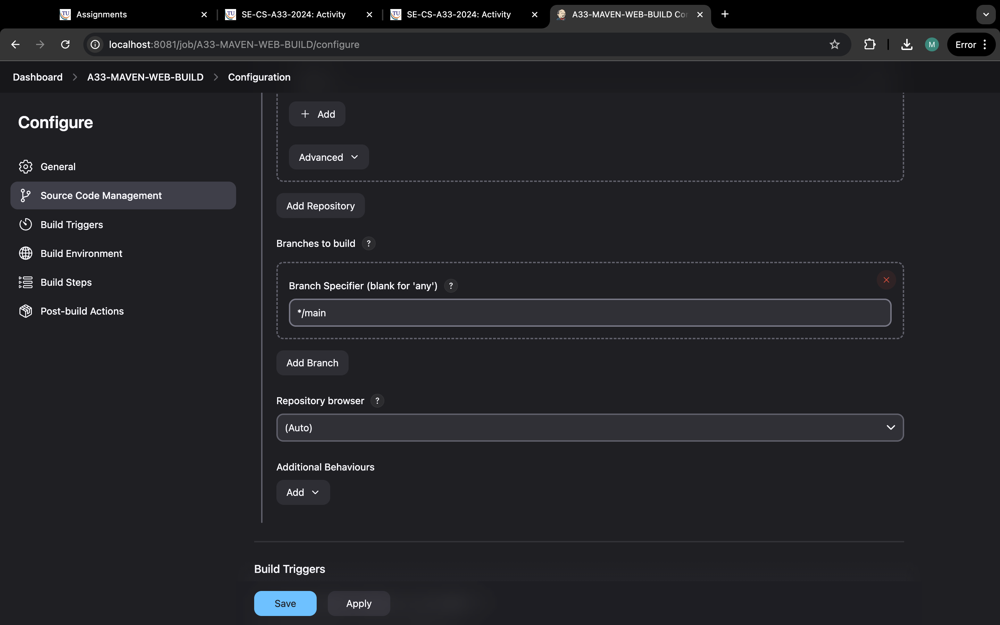 Assignments
SE-CS-A33-2024: Activity
SE-CS-A33-2024: Activity
A33-MAVEN-WEB-BUILD Cor
localhost:8081/job/A33-MAVEN-WEB-BUILD/configure
M
Error
Dashboard > A33-MAVEN-WEB-BUILD > Configuration
Configure
General
Source Code Management
Build Triggers
Build Environment
Build Steps
Post-build Actions
+ Add
Advanced
Add Repository
Branches to build ?
Branch Specifier (blank for 'any') ?
*/main
Add Branch
Repository browser ?
(Auto)
Additional Behaviours
Add
Build Triggers
Save
Apply